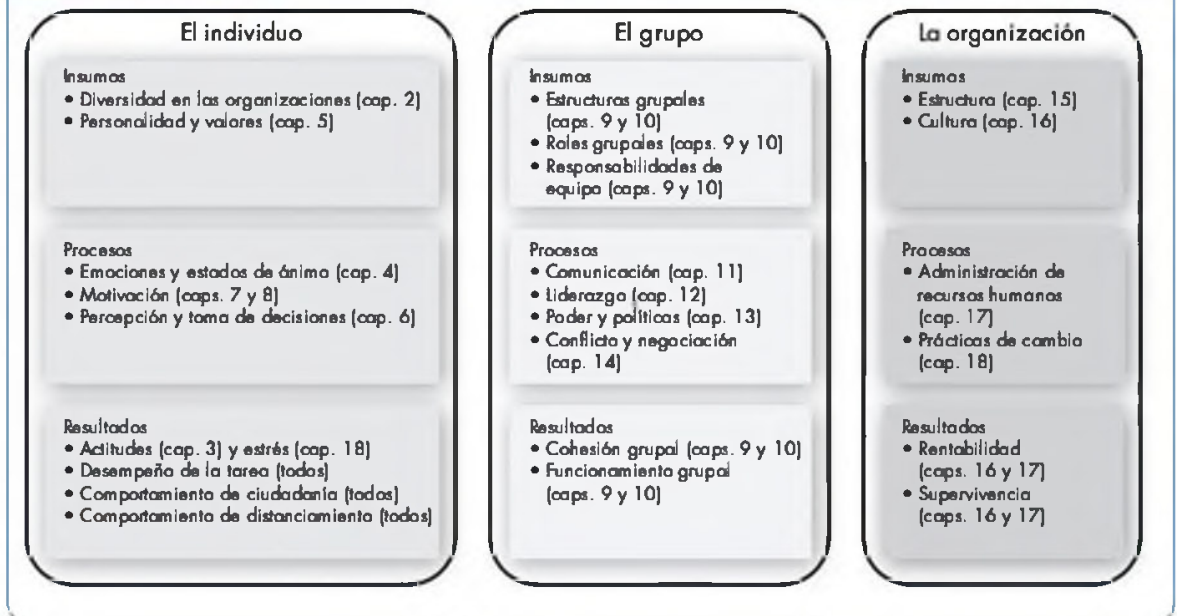 El individuo
Insumos
• Diversidad en las organizaciones (cap. 2)
• Personalidad y valores (cap. 5)
Procesos
• Emociones y estados de ánimo (cap. 4)
• Motivación (caps. 7 y 8)
• Percepción y toma de decisiones (cap. 6)
Resultados
• Actitudes (cap. 3) y estrés (cap. 18)
• Desempeño de la tarea (todos)
• Comportamiento de ciudadanía (todos)
• Comportamiento de distanciamiento (todos)
El grupo
Insumos
• Estructuras grupales
(caps. 9 y 10)
• Roles grupales (caps. 9 y 10)
• Responsabilidades de
equipo (caps. 9 y 10)
Procesos
• Comunicación (cap. 11)
• Liderazgo (cap. 12)
• Poder y políticas (cap. 13)
• Conflicto y negociación
(cap. 14)
Resultados
• Cohesión grupal (caps. 9 y 10)
• Funcionamiento grupal
(caps. 9 y 10)
La organización
Insumos
• Estructura (cap. 15)
• Cultura (cap. 16)
Procesos
• Administración de
recursos humanos
(cap. 17)
• Prácticas de cambio
(cap. 18)
Resultados
• Rentabilidad
(caps. 16 y 17)
• Supervivencia
(caps. 16 y 17)